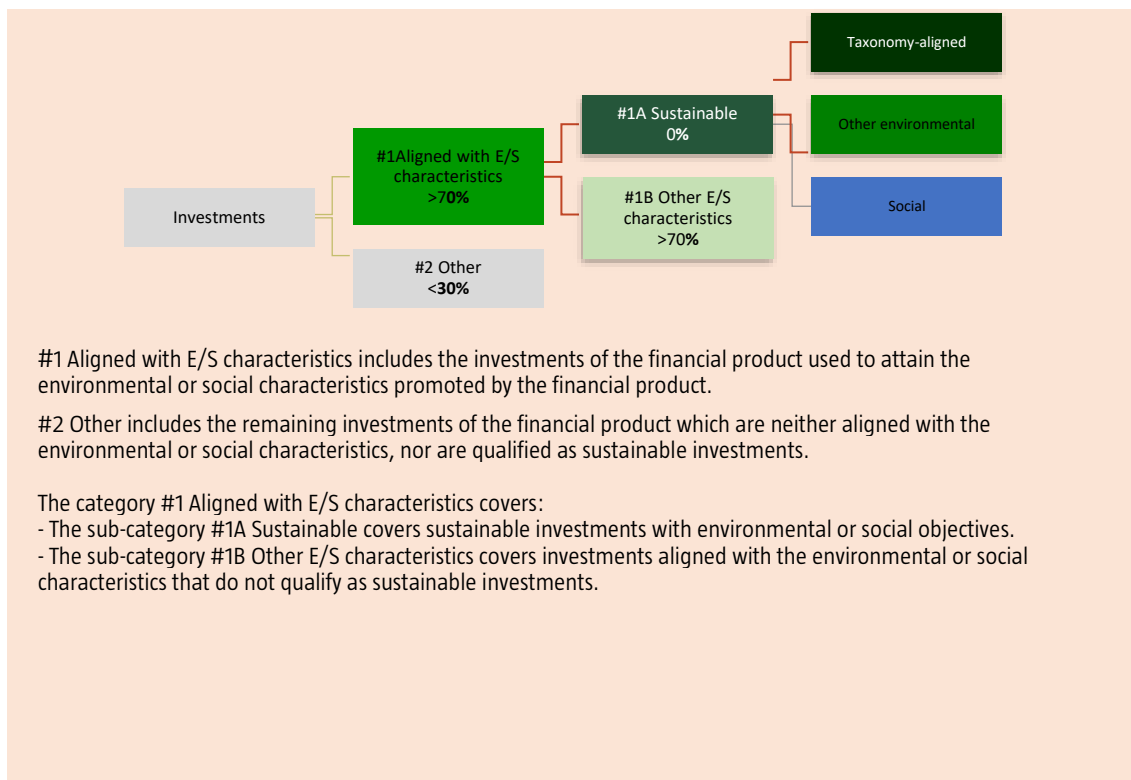 Taxonomy-aligned
#1A Sustainable
0%
Other environmental
#1Aligned with E/S
characteristics
>70%
#1B Other E/S
characteristics
>70%
Investments
Social
#2 Other
<30%
#1 Aligned with E/S characteristics includes the investments of the financial product used to attain the
environmental or social characteristics promoted by the financial product.
#2 Other includes the remaining investments of the financial product which are neither aligned with the
environmental or social characteristics, nor are qualified as sustainable investments.
The category #1 Aligned with E/S characteristics covers:
- The sub-category #1A Sustainable covers sustainable investments with environmental or social objectives.
- The sub-category #1B Other E/S characteristics covers investments aligned with the environmental or social
characteristics that do not qualify as sustainable investments.